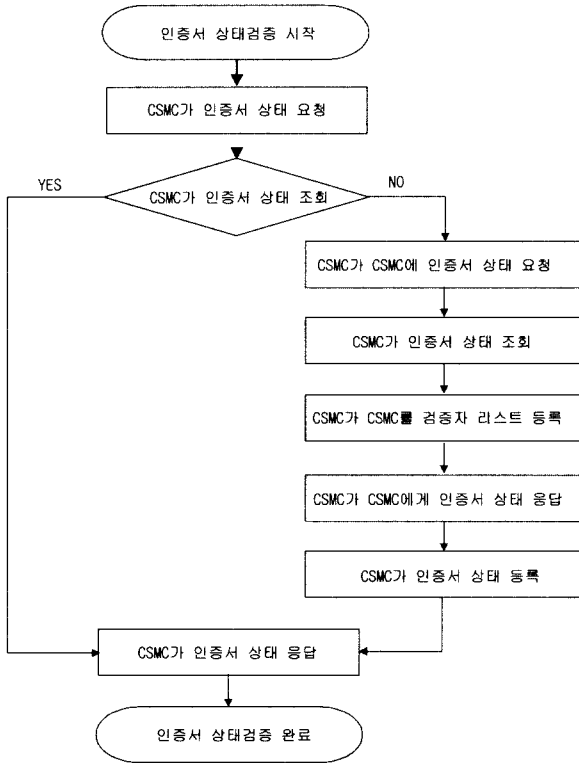 인증서 상태검증 시작
CSMC가 인증서 상태 요청
YES
CSMC가 인증서 상태 조회
NO
CSMC가 CSMC에 인증서 상태 요청
CSMC가 인증서 상태 조회
CSMC가 CSMC를 검증자 리스트 등록
CSMC가 CSMC에게 인증서 상태 응답
CSMC가 인증서 상태 등록
CSMC가 인증서 상태 응답
인증서 상태검증 완료